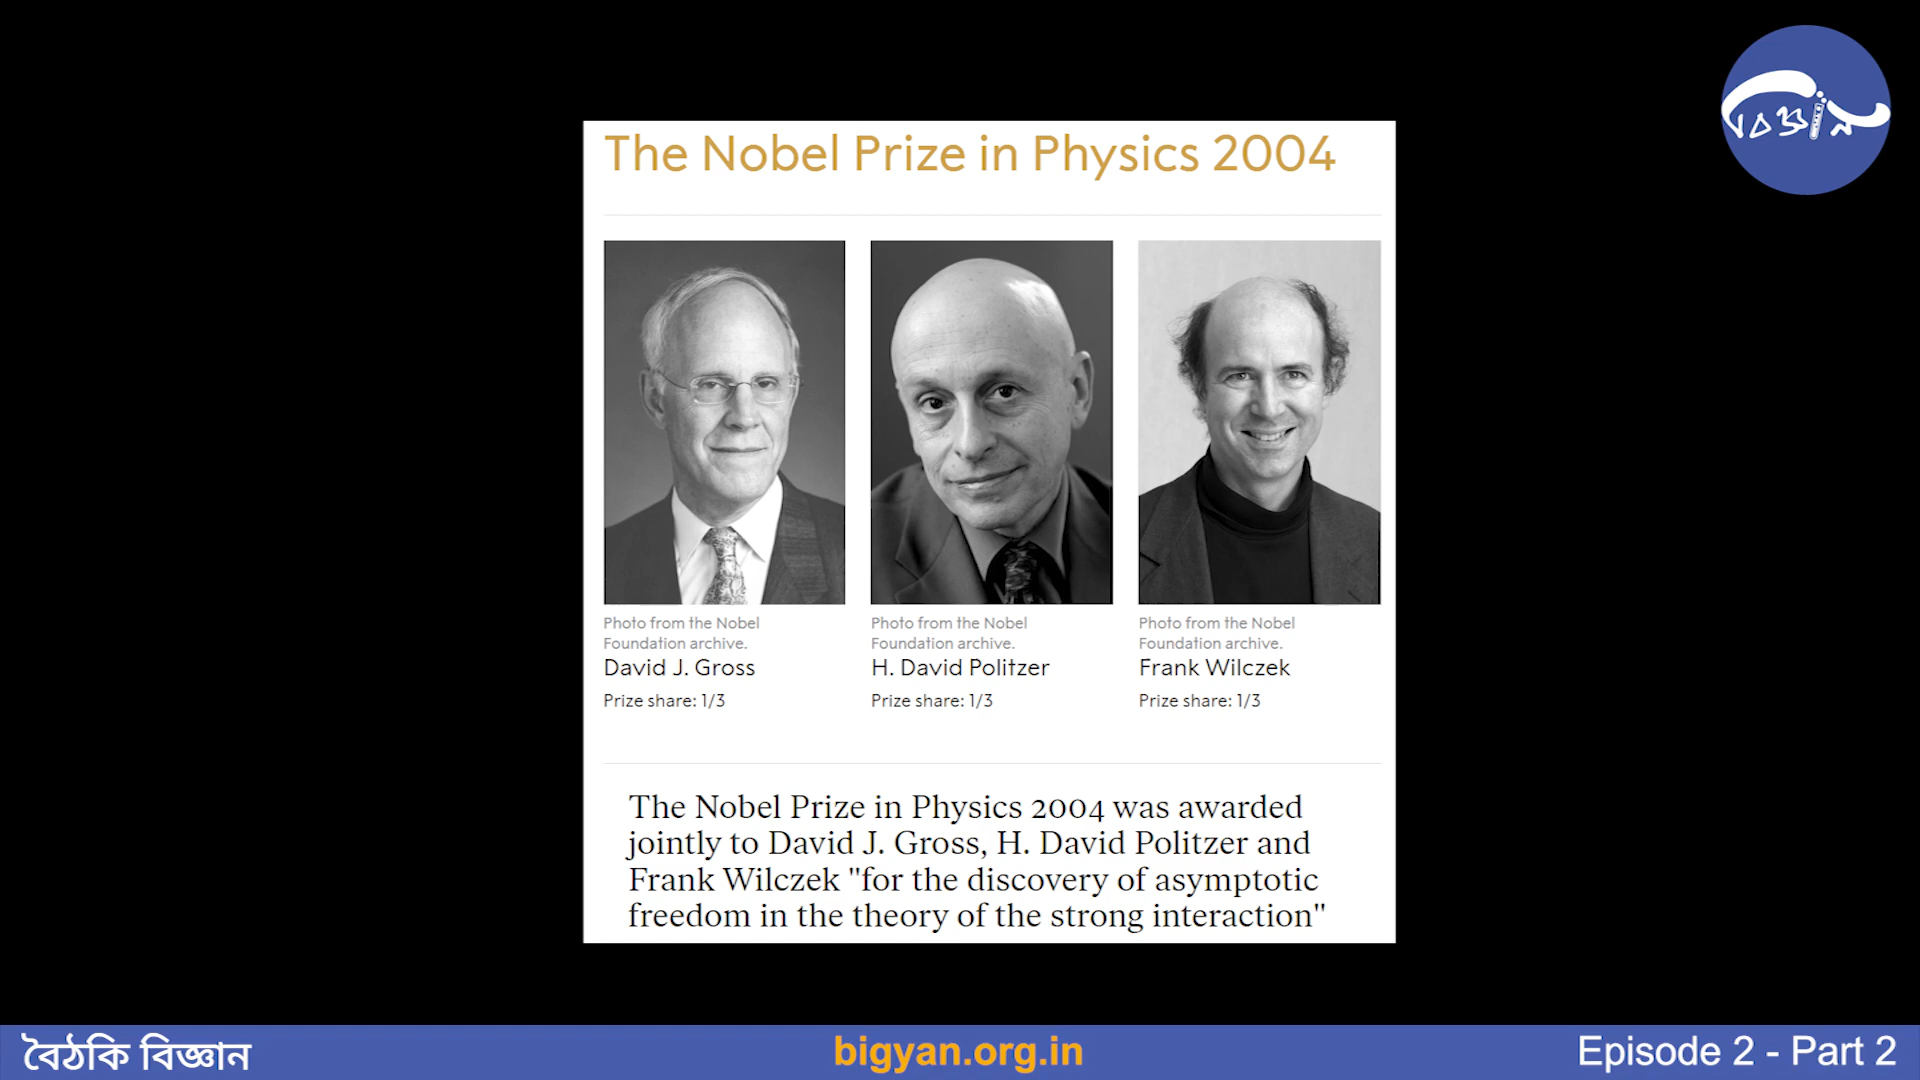 বিজ্ঞান
The Nobel Prize in Physics 2004
Photo from the Nobel
Foundation archive.
David J. Gross
Prize share: 1/3
Photo from the Nobel
Foundation archive.
H. David Politzer
Prize share: 1/3
Photo from the Nobel
Foundation archive.
Frank Wilczek
Prize share: 1/3
The Nobel Prize in Physics 2004 was awarded
jointly to David J. Gross, H. David Politzer and
Frank Wilczek "for the discovery of asymptotic
freedom in the theory of the strong interaction"
বৈঠকি বিজ্ঞান
bigyan.org.in
Episode 2 - Part 2